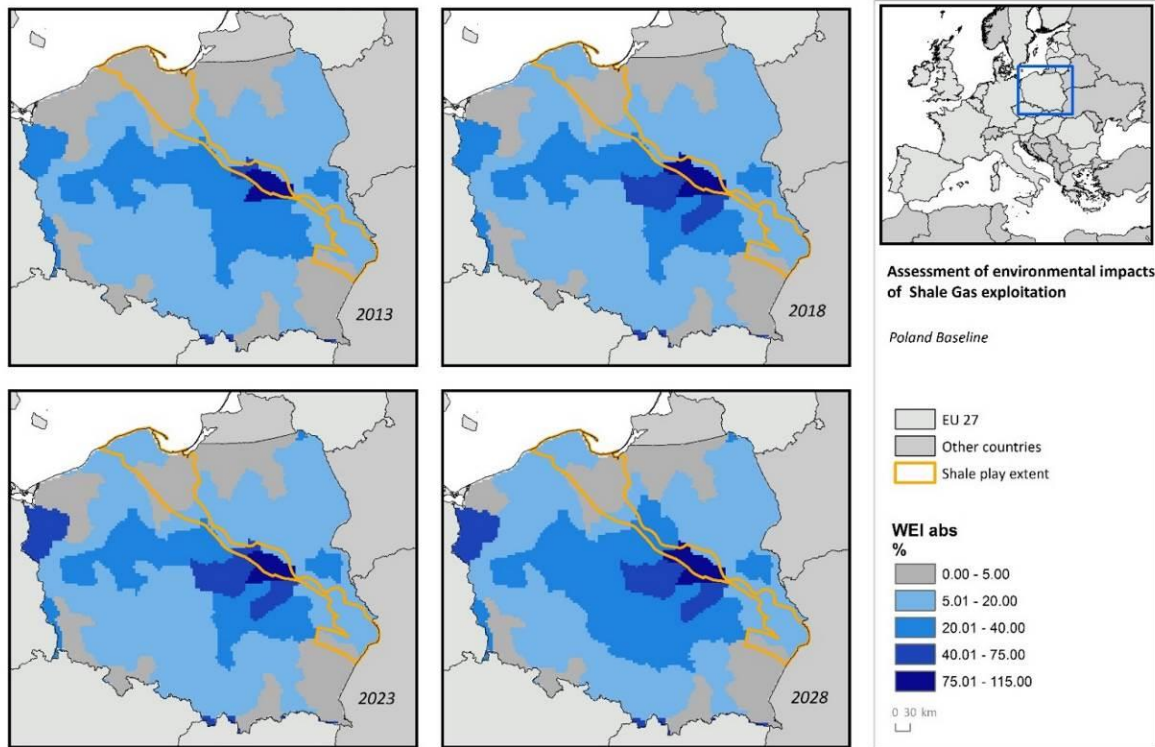 2013
2018
2023
2028
Assessment of environmental impacts
of Shale Gas exploitation
Poland Baseline
EU 27
Other countries
Shale play extent
WEI abs
%
0.00 - 5.00
5.01 - 20.00
20.01 - 40.00
40.01 - 75.00
75.01 - 115.00
0 30 km